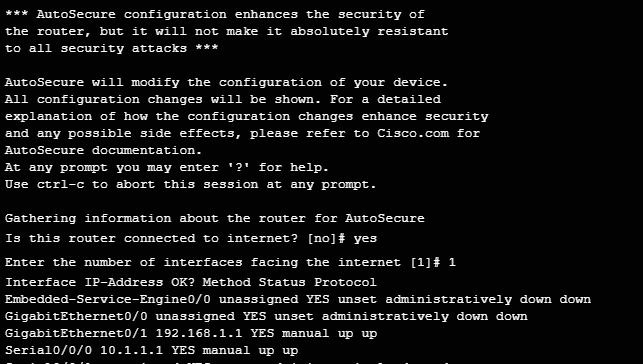 *** AutoSecure configuration enhances the security of
the router, but it will not make it absolutely resistant
to all security attacks ***
AutoSecure will modify the configuration of your device.
All configuration changes will be shown. For a detailed
explanation of how the configuration changes enhance security
and any possible side effects, please refer to Cisco.com for
AutoSecure documentation.
At any prompt you may enter '?' for help.
Use ctrl-c to abort this session at any prompt.
Gathering information about the router for AutoSecure
Is this router connected to internet? [no]# yes
Enter the number of interfaces facing the internet [1]# 1
Interface IP-Address OK? Method Status Protocol
Embedded-Service-Engine0/0 unassigned YES unset administratively down down
GigabitEthernet0/0 unassigned YES unset administratively down down
GigabitEthernet0/1 192.168.1.1 YES manual up up
Serial0/0/0 10.1.1.1 YES manual up up